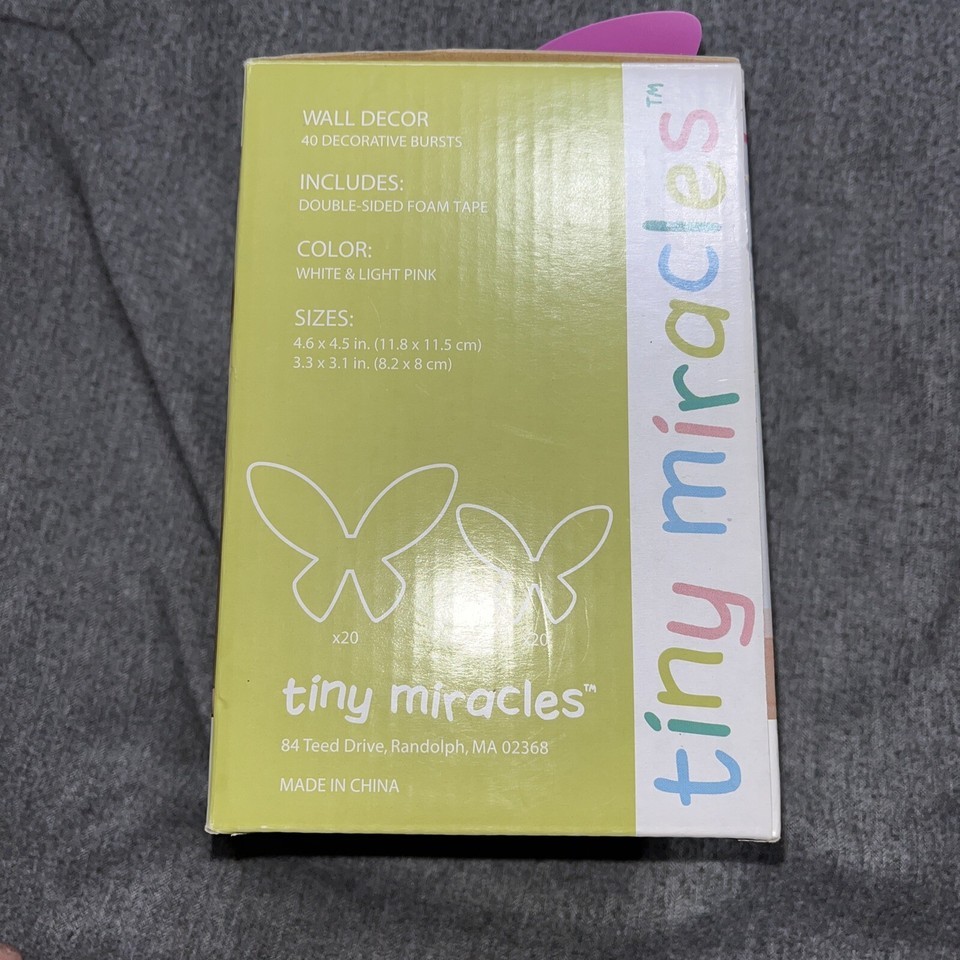 WALL DECOR
40 DECORATIVE BURSTS
INCLUDES:
DOUBLE-SIDED FOAM TAPE
COLOR:
WHITE & LIGHT PINK
SIZES:
4.6 x 4.5 in. (11.8 x 11.5 cm)
3.3 x 3.1 in. (8.2 x 8 cm)
x20
x20
tiny miracles™
84 Teed Drive, Randolph, MA 02368
MADE IN CHINA
tiny miracles™